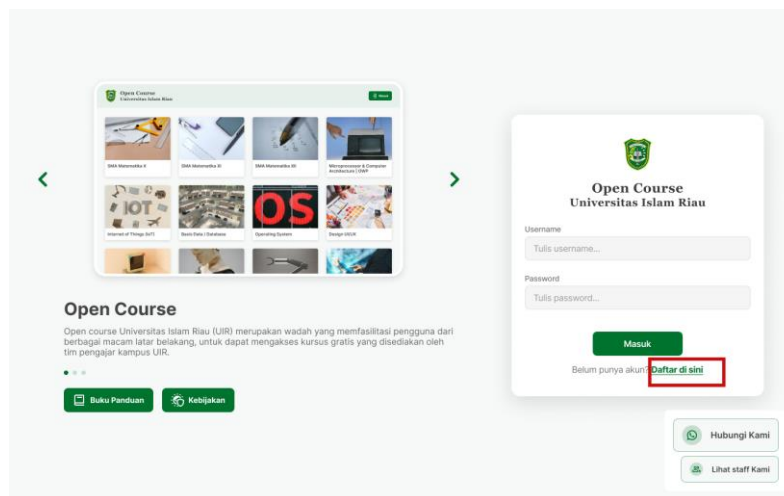 Open Course
Universitas Islam Riau
Masuk
SMA Matematika X
SMA Matematika XI
SMA Matematika XII
Microprocessor & Computer
Architecture | DWP
IOT
OS
Internet of Things (IoT)
Basis Data | Database
Operating System
Design UI/UX
Open Course
Open course Universitas Islam Riau (UIR) merupakan wadah yang memfasilitasi pengguna dari
berbagai macam latar belakang, untuk dapat mengakses kursus gratis yang disediakan oleh
tim pengajar kampus UIR.
Buku Panduan
Kebijakan
Open Course
Universitas Islam Riau
Username
Tulis username...
Password
Tulis password...
Masuk
Belum punya akun? Daftar di sini
Hubungi Kami
Lihat staff Kami